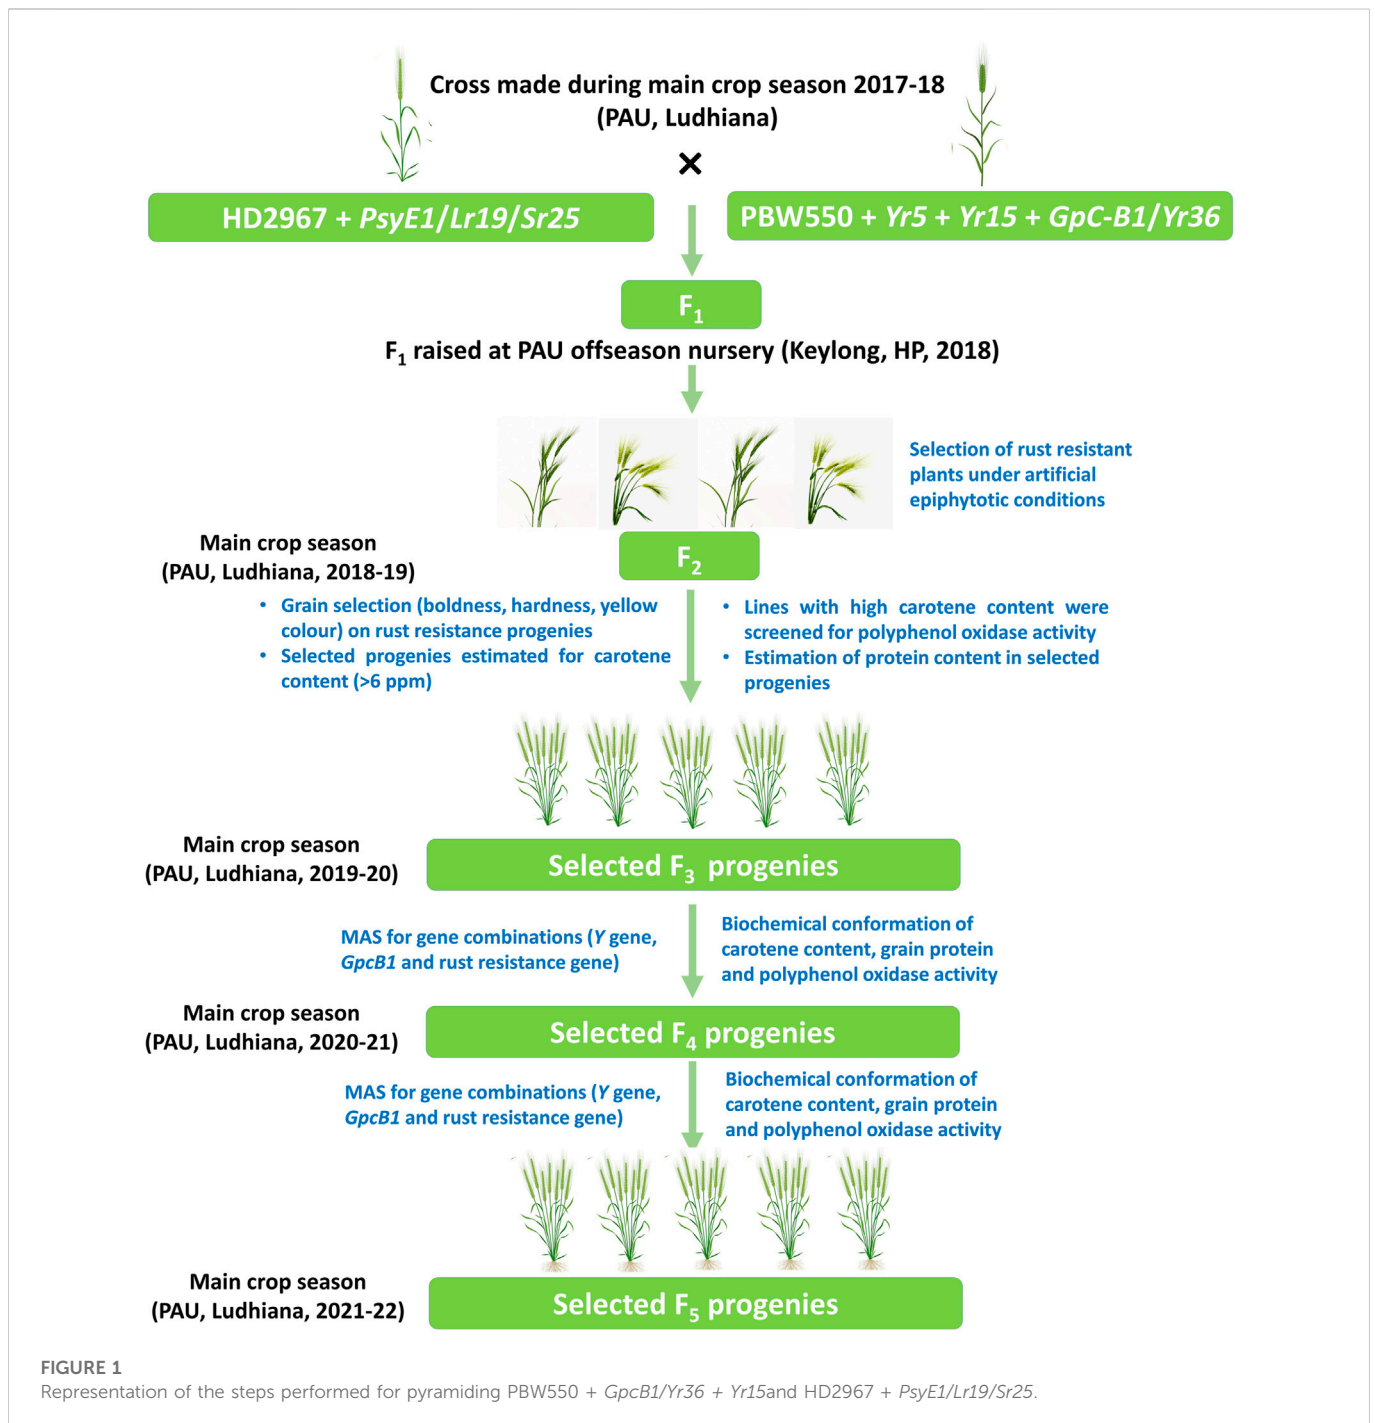 Cross made during main crop season 2017-18
(PAU, Ludhiana)
×
HD2967 + PsyE1/Lr19/Sr25
PBW550 + Yr5 + Yr15 + GpC-B1/Yr36
F1
F1 raised at PAU offseason nursery (Keylong, HP, 2018)
Selection of rust resistant
plants under artificial
epiphytotic conditions
Main crop season
(PAU, Ludhiana, 2018-19)
F2
• Grain selection (boldness, hardness, yellow
colour) on rust resistance progenies
• Selected progenies estimated for carotene
content (>6 ppm)
• Lines with high carotene content were
screened for polyphenol oxidase activity
• Estimation of protein content in selected
progenies
Main crop season
(PAU, Ludhiana, 2019-20)
Selected F3 progenies
MAS for gene combinations (Y gene,
GpcB1 and rust resistance gene)
Biochemical conformation of
carotene content, grain protein
and polyphenol oxidase activity
Main crop season
(PAU, Ludhiana, 2020-21)
Selected F4 progenies
MAS for gene combinations (Y gene,
GpcB1 and rust resistance gene)
Biochemical conformation of
carotene content, grain protein
and polyphenol oxidase activity
Main crop season
(PAU, Ludhiana, 2021-22)
Selected F5 progenies
FIGURE 1
Representation of the steps performed for pyramiding PBW550 + GpcB1/Yr36 + Yr15and HD2967 + PsyE1/Lr19/Sr25.